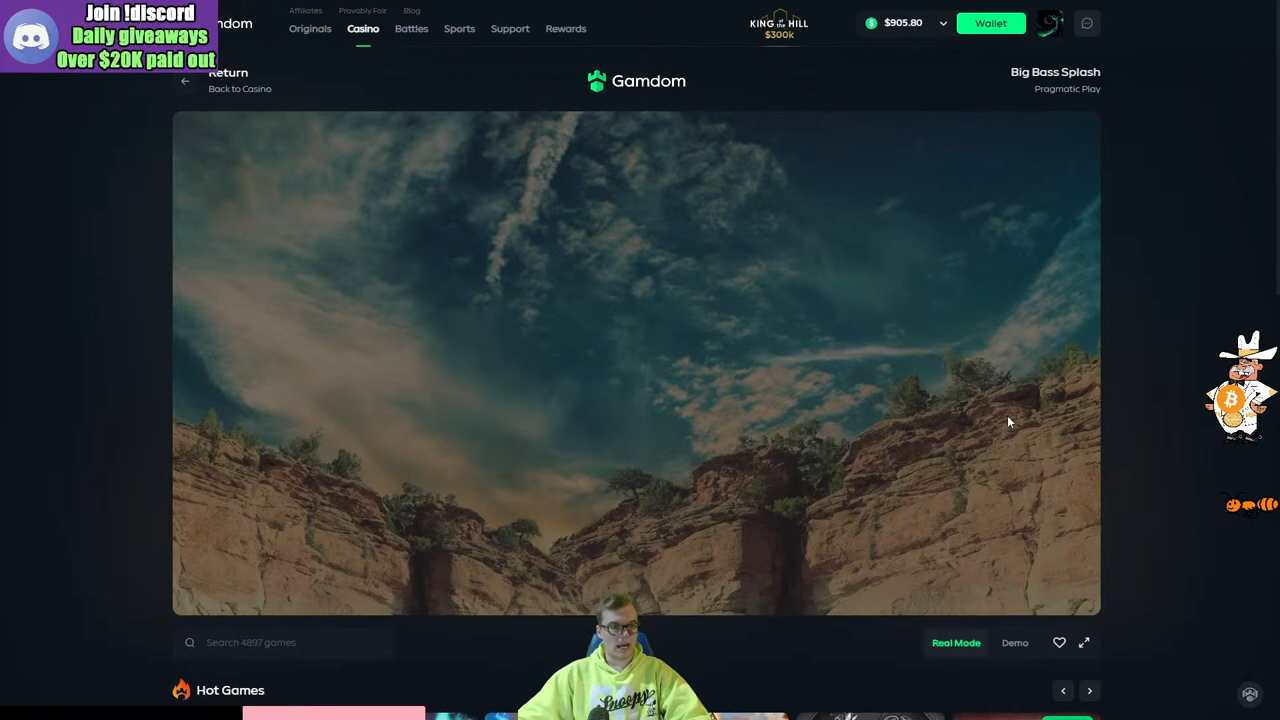 Join !discord
Daily giveaways
Over $20K paid out
Affiliates
Provably Fair
Blog
Originals
Casino
Battles
Sports
Support
Rewards
KING OF THE HILL
$300k
$905.80
Wallet
Return
Back to Casino
Gamdom
Big Bass Splash
Pragmatic Play
Search 4897 games
Real Mode
Demo
Hot Games